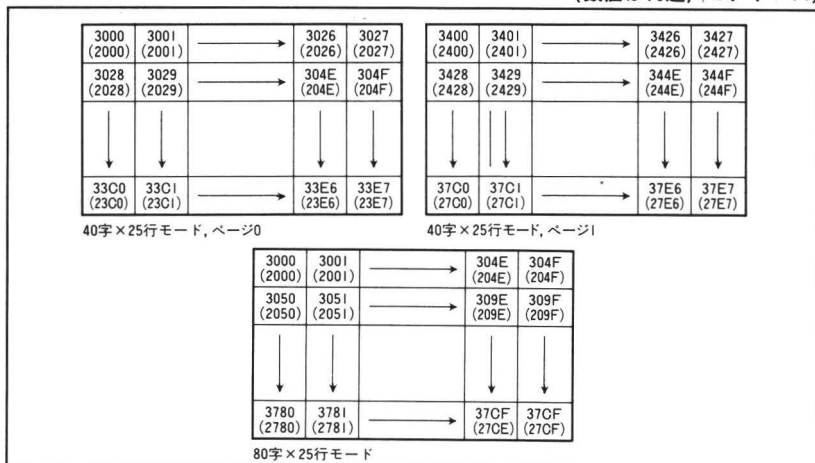 3000 3001 3026 3027
(2000) (2001) (2026) (2027)
3028 3029 304E 304F
(2028) (2029) (204E) (204F)
33C0 33C1 33E6 33E7
(23C0) (23C1) (23E6) (23E7)
40字×25行モード, ページ0
3400 3401 3426 3427
(2400) (2401) (2426) (2427)
3428 3429 344E 344F
(2428) (2429) (244E) (244F)
37C0 37C1 37E6 37E7
(27C0) (27C1) (27E6) (27E7)
40字×25行モード, ページ1
3000 3001 304E 304F
(2000) (2001) (204E) (204F)
3050 3051 309E 309F
(2050) (2051) (209E) (209F)
3780 3781 37CF 37CF
(2780) (2781) (27CE) (27CF)
80字×25行モード